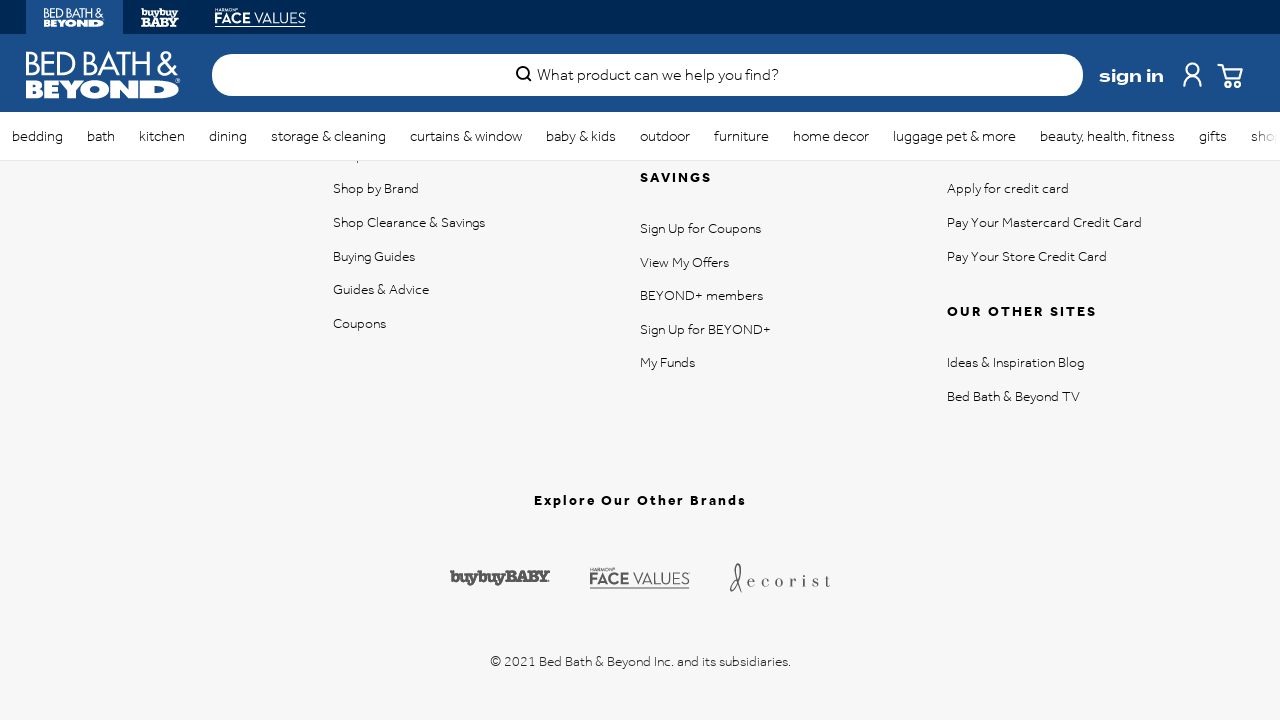 BED BATH &
BEYOND
buybuy
BABY
HARMON
FACE VALUES
BED BATH &
BEYOND
What product can we help you find?
sign in
bedding bath kitchen dining storage & cleaning curtains & window baby & kids outdoor furniture home decor luggage pet & more beauty, health, fitness gifts
SAVINGS
Shop by Brand
Shop Clearance & Savings
Buying Guides
Guides & Advice
Coupons
Sign Up for Coupons
View My Offers
BEYOND+ members
Sign Up for BEYOND+
My Funds
Apply for credit card
Pay Your Mastercard Credit Card
Pay Your Store Credit Card
OUR OTHER SITES
Ideas & Inspiration Blog
Bed Bath & Beyond TV
Explore Our Other Brands
buybuyBABY
HARMON
FACE VALUES
decorist
© 2021 Bed Bath & Beyond Inc. and its subsidiaries.